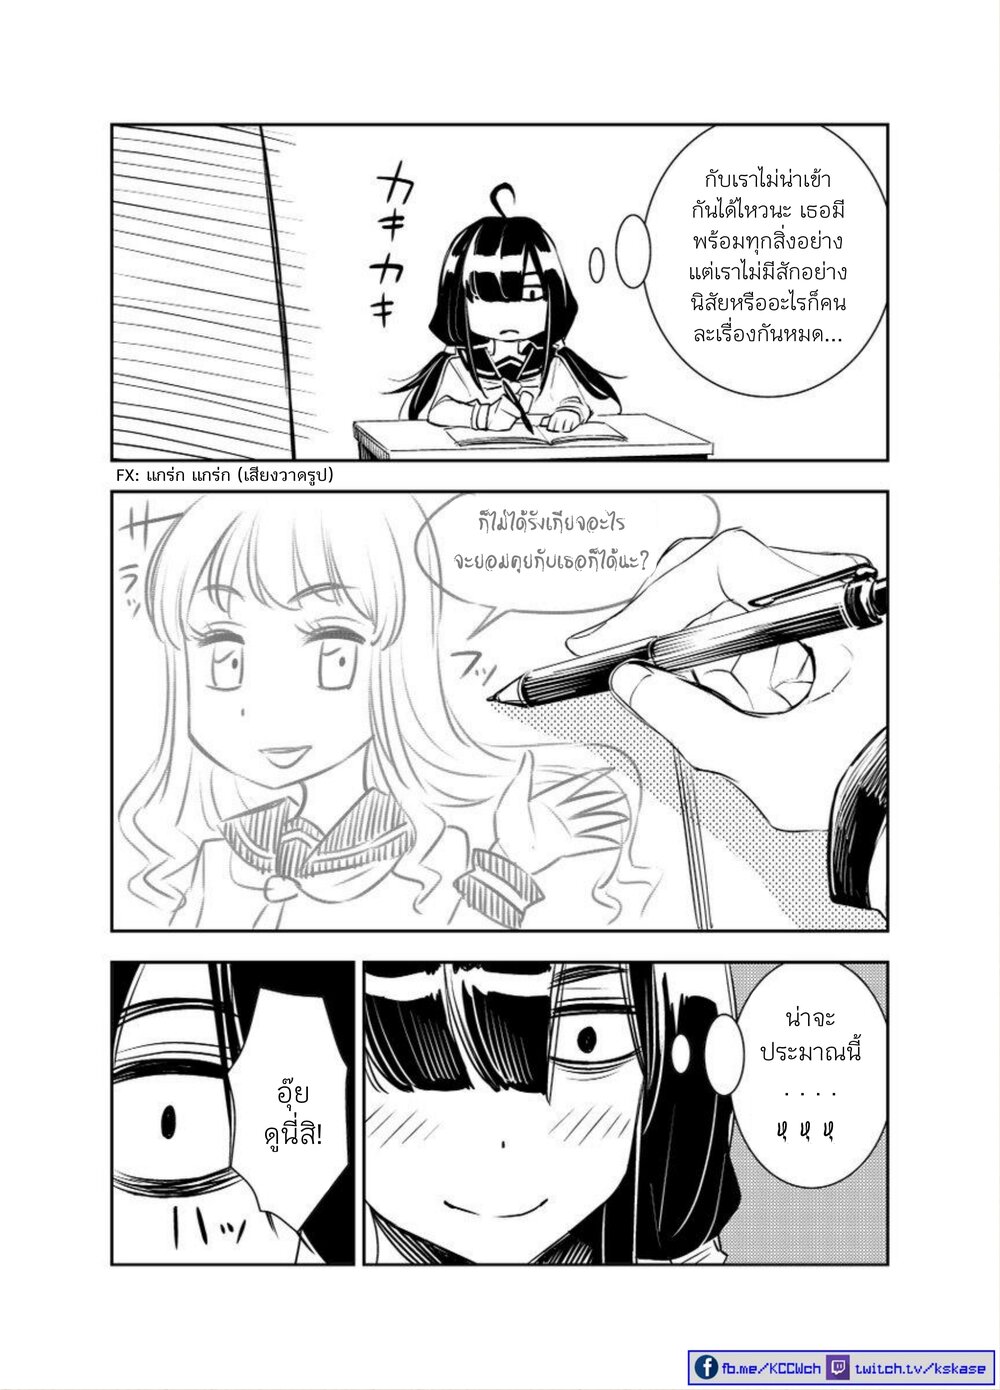 กับเราไม่น่าเข้า
กันได้ไหวนะ เธอมี
พร้อมทุกสิ่งอย่าง
แต่เราไม่มีสักอย่าง
นิสัยหรืออะไรก็คน
ละเรื่องกันหมด...
カキカキ
FX: แกร่ก แกร่ก (เสียงวาดรูป)
ก็ไม่ได้รังเกียจอะไร
จะยอมคุยกับเธอก็ได้นะ?
น่าจะ
ประมาณนี้
. . . .
หุ หุ หุ
อุ๊ย
ดูนี่สิ!
ハッ
fb.me/KCCWch twitch.tv/kskase